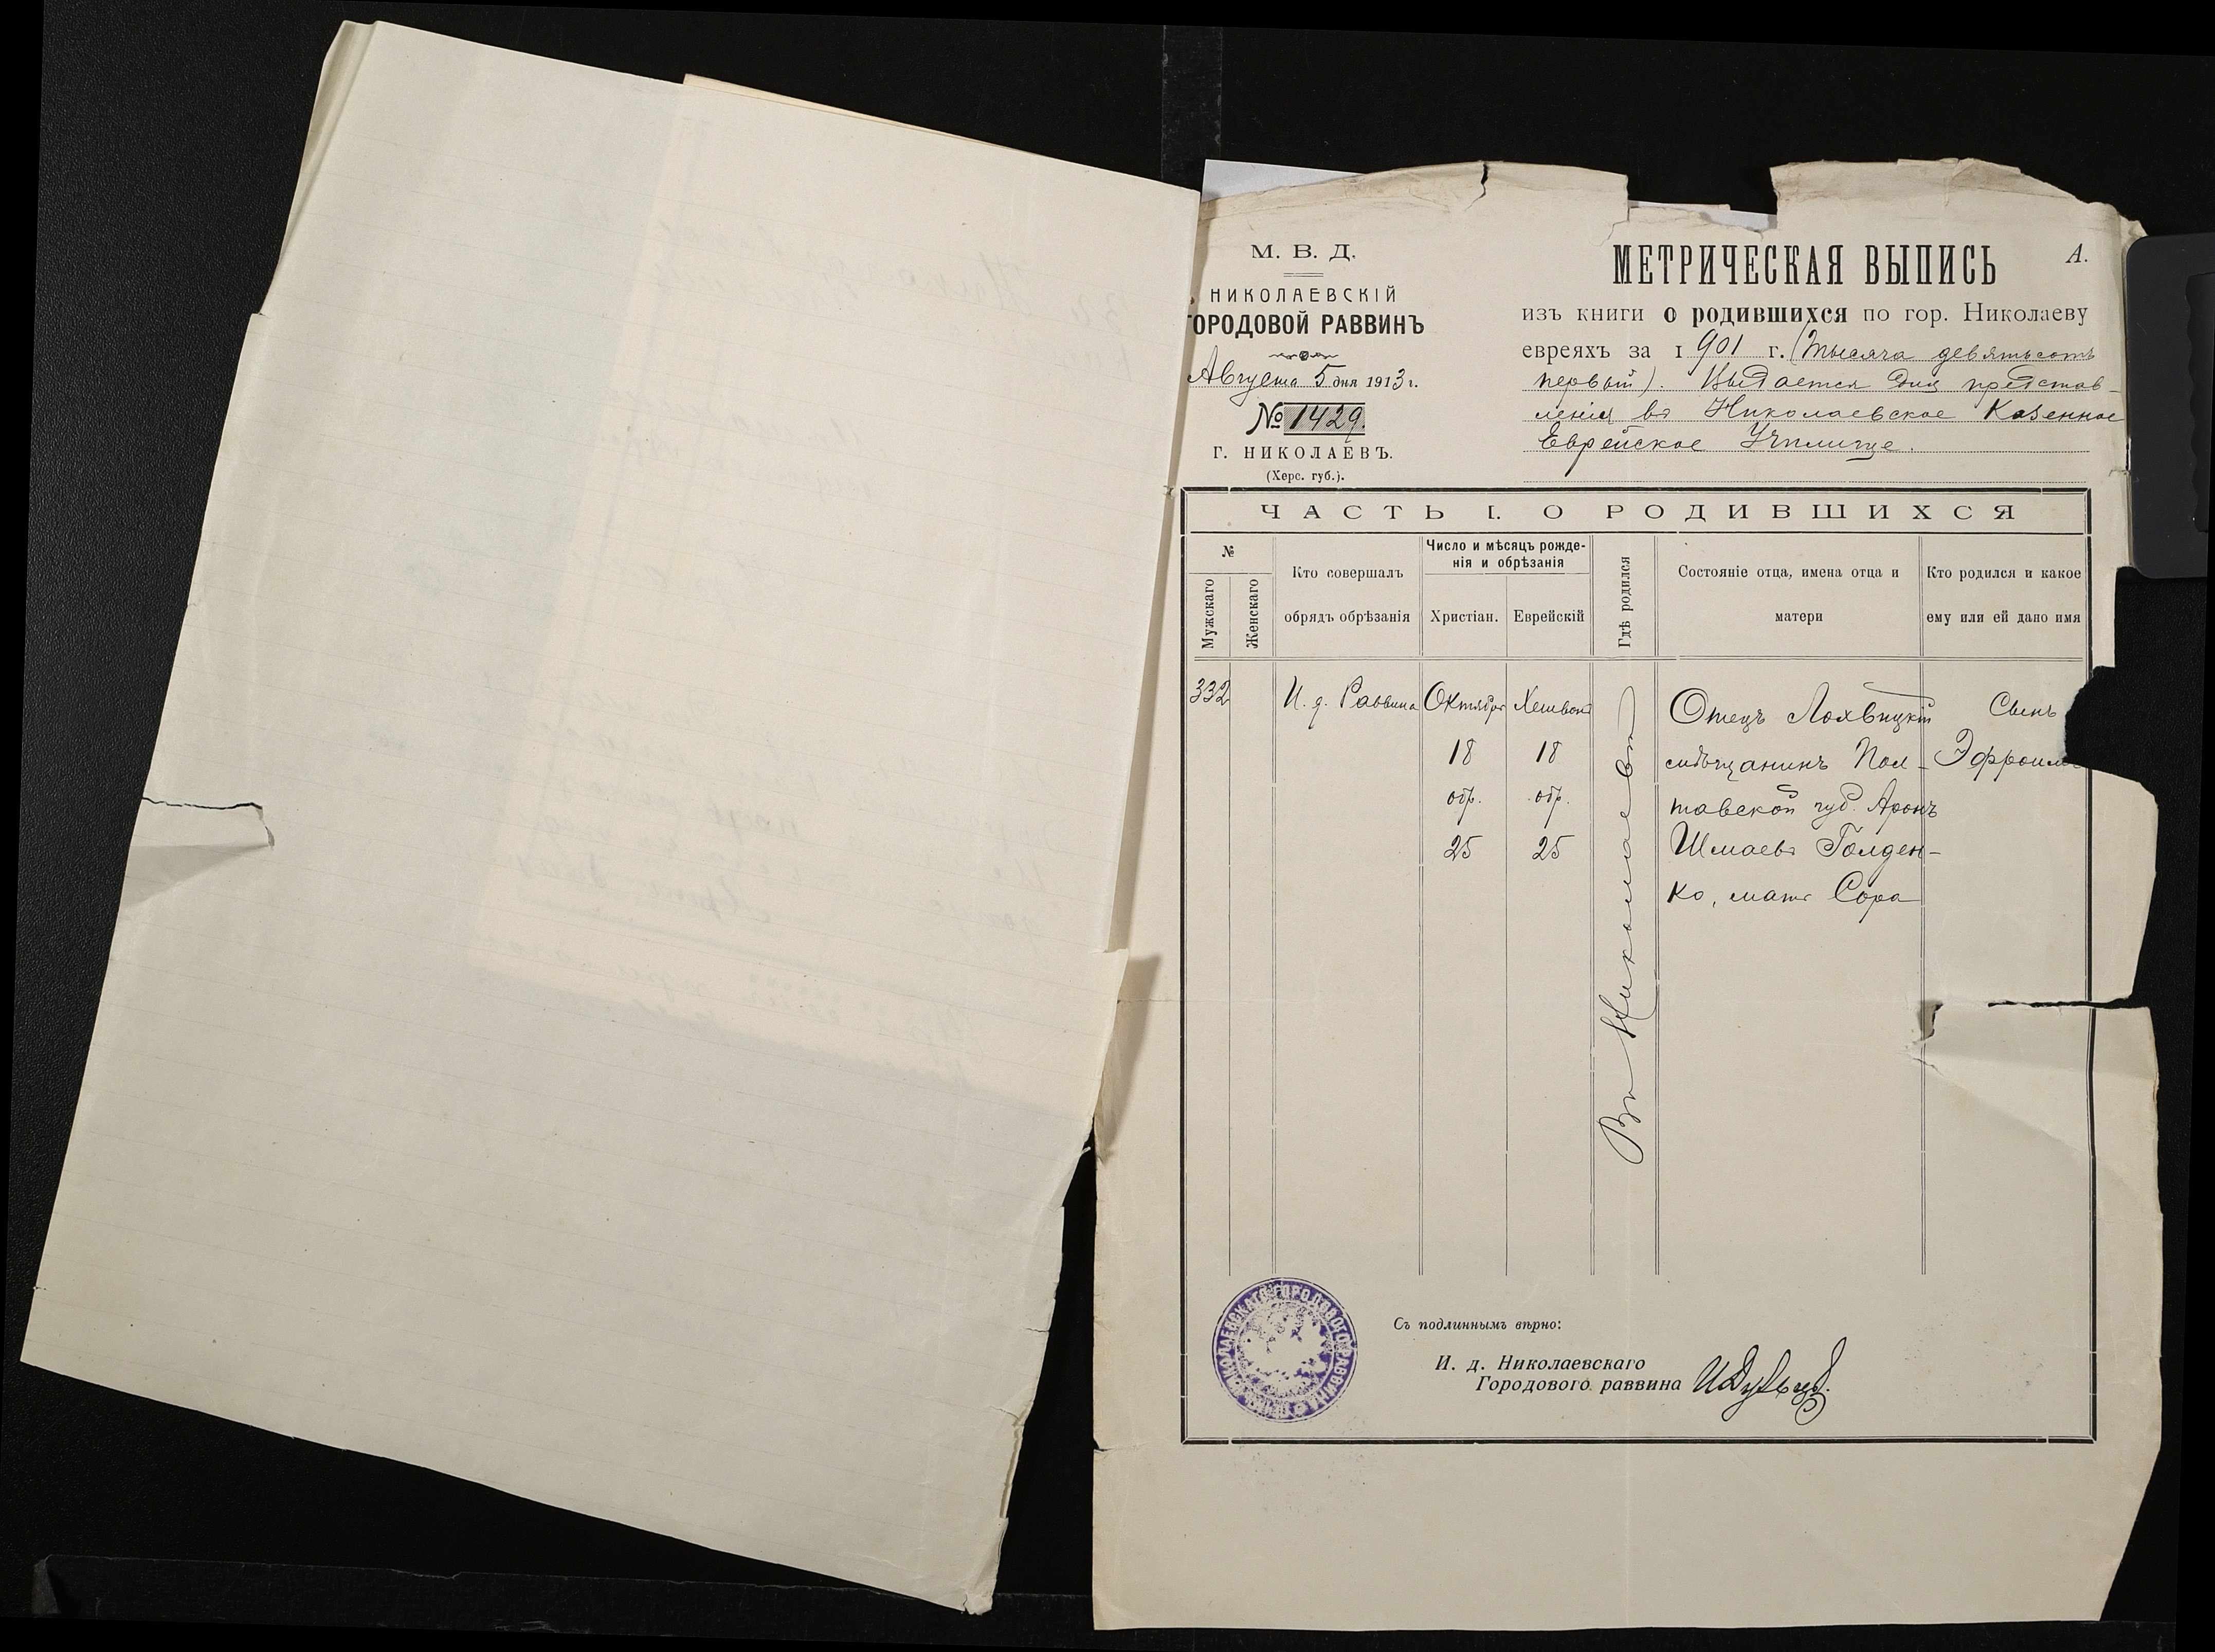 М. В. Д.
НИКОЛАЕВСКІЙ
ГОРОДОВОЙ РАВВИНЪ
Августа 5 дня 1913 г.
№ 1429.
Г. НИКОЛАЕВЪ.
(Херс. губ.).
МЕТРИЧЕСКАЯ ВЫПИСЬ
А.
изъ книги о родившихся по гор. Николаеву
евреяхъ за 1901 г. (тысяча девятьсотъ
первый). Выдается для представ-
ленія въ Николаевское Казенное
Еврейское Училище.
ЧАСТЬ I. О РОДИВШИХСЯ
№
Мужскаго
Женскаго
Кто совершалъ
обрядъ обрѣзанія
Число и мѣсяцъ рожде-
нія и обрѣзанія
Христіан.
Еврейскій
Гдѣ родился
Состояніе отца, имена отца и
матери
Кто родился и какое
ему или ей дано имя
332
И. д. Раввина
Октября
18
обр.
25
Хешвона
18
обр.
25
Въ Николаевѣ
Отецъ Лохвицкій
мѣщанинъ Пол-
тавской губ. Аронъ
Шмаевъ Голден-
ко, мать Сора
Сынъ
Эфроимъ
Съ подлиннымъ вѣрно:
И. д. Николаевскаго
Городового раввина